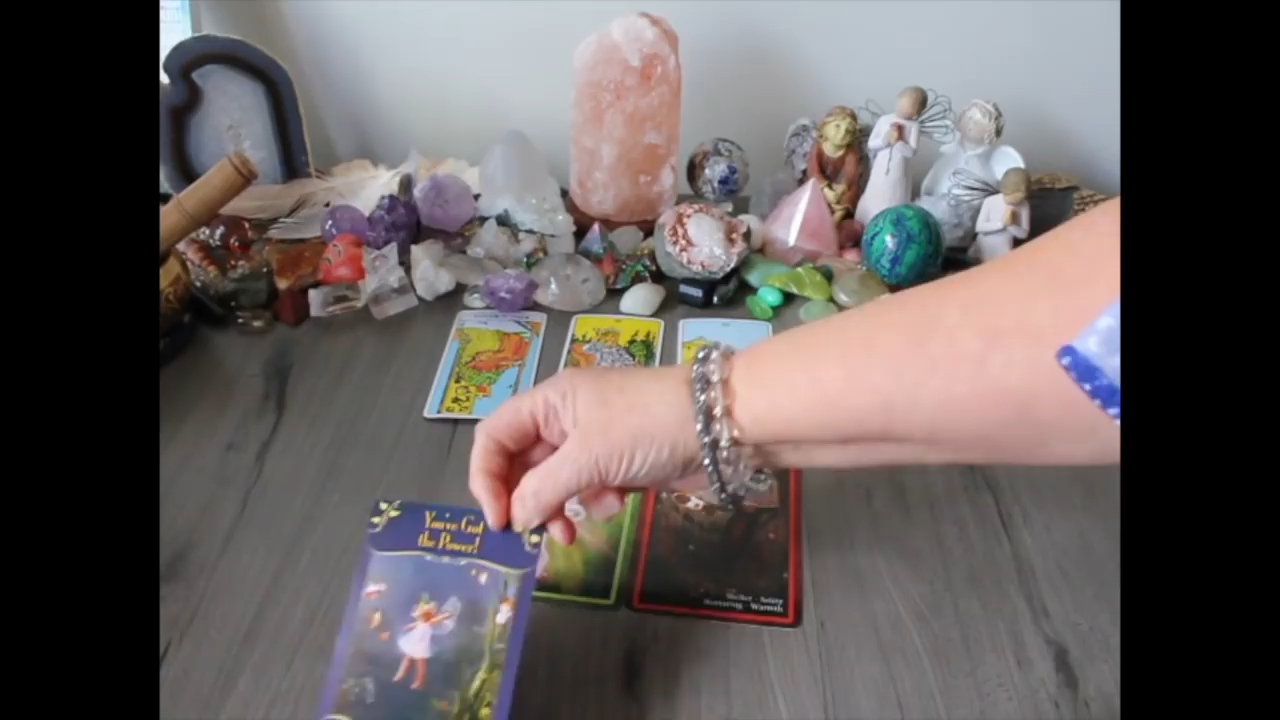 You've Got
the Power!
Shelter · Safety
Nurturing · Warmth